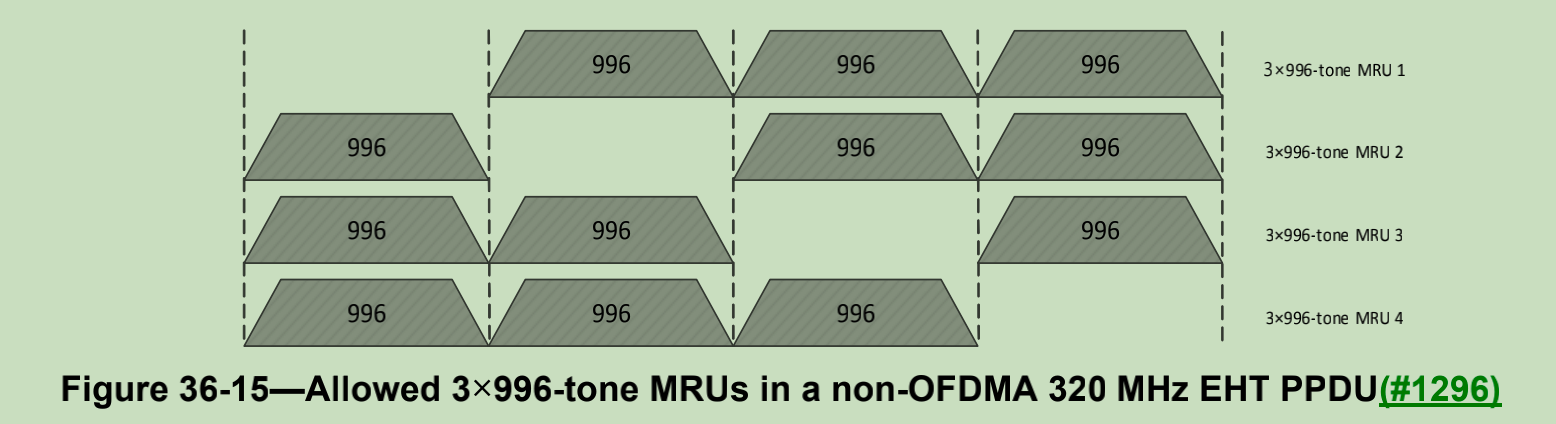 996 996 996 3×996-tone MRU 1
996 996 996 3×996-tone MRU 2
996 996 996 3×996-tone MRU 3
996 996 996 3×996-tone MRU 4
Figure 36-15—Allowed 3×996-tone MRUs in a non-OFDMA 320 MHz EHT PPDU(#1296)